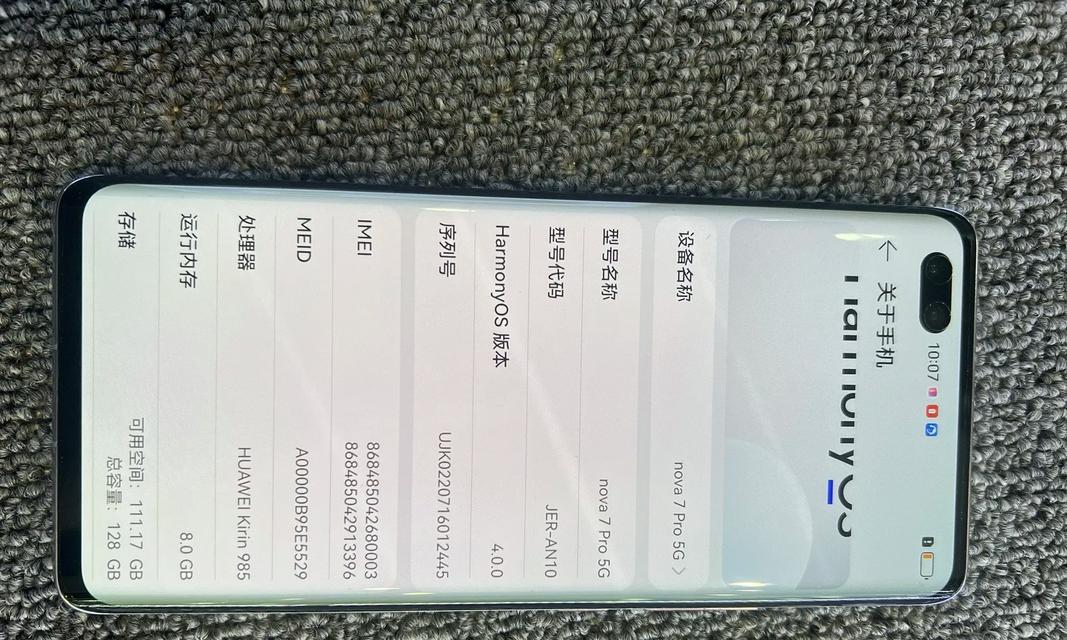 10:07
关于手机
HarmonyOS
设备名称 nova 7 Pro 5G
型号名称 nova 7 Pro 5G
型号代码 JER-AN10
HarmonyOS 版本 4.0.0
序列号 UJK0220716012445
IMEI 868485042680003
868485042913396
MEID A00000B95E5529
处理器 HUAWEI Kirin 985
运行内存 8.0 GB
存储 可用空间: 111.17 GB
总容量: 128 GB